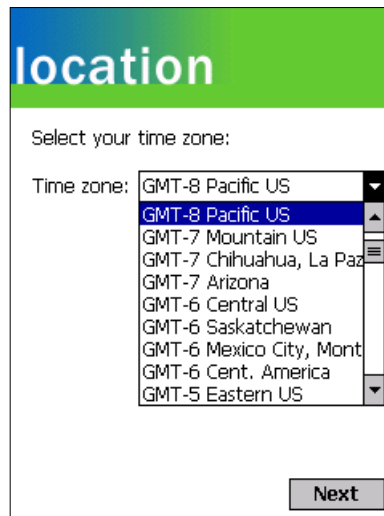 location
Select your time zone:
Time zone: GMT-8 Pacific US
GMT-8 Pacific US
GMT-7 Mountain US
GMT-7 Chihuahua, La Paz
GMT-7 Arizona
GMT-6 Central US
GMT-6 Saskatchewan
GMT-6 Mexico City, Mont
GMT-6 Cent. America
GMT-5 Eastern US
Next